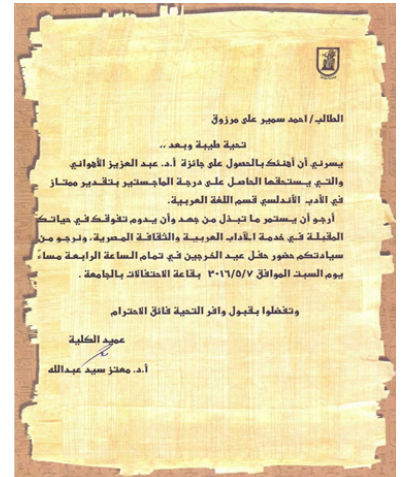 الطالب/ احمد سمير على مرزوق
تحية طيبة وبعد ،،
يسرني أن أهنئك بالحصول على جائزة أ.د. عبد العزيز الأهواني
والتي يستحقها الحاصل على درجة الماجستير بتقدير ممتاز
في الأدب الأندلسي قسم اللغة العربية.
أرجو أن يستمر ما تبذل من جهد وأن يدوم تفوقك في حياتك
المقبلة في خدمة الآداب العربية والثقافة المصرية، ونرجو من
سيادتكم حضور حفل عيد الخرجين في تمام الساعة الرابعة مساءً
يوم السبت الموافق ٢٠١٦/٥/٧ بقاعة الاحتفالات بالجامعة .
وتفضلوا بقبول وافر التحية فائق الاحترام
عميد الكلية
أ.د. معتز سيد عبدالله